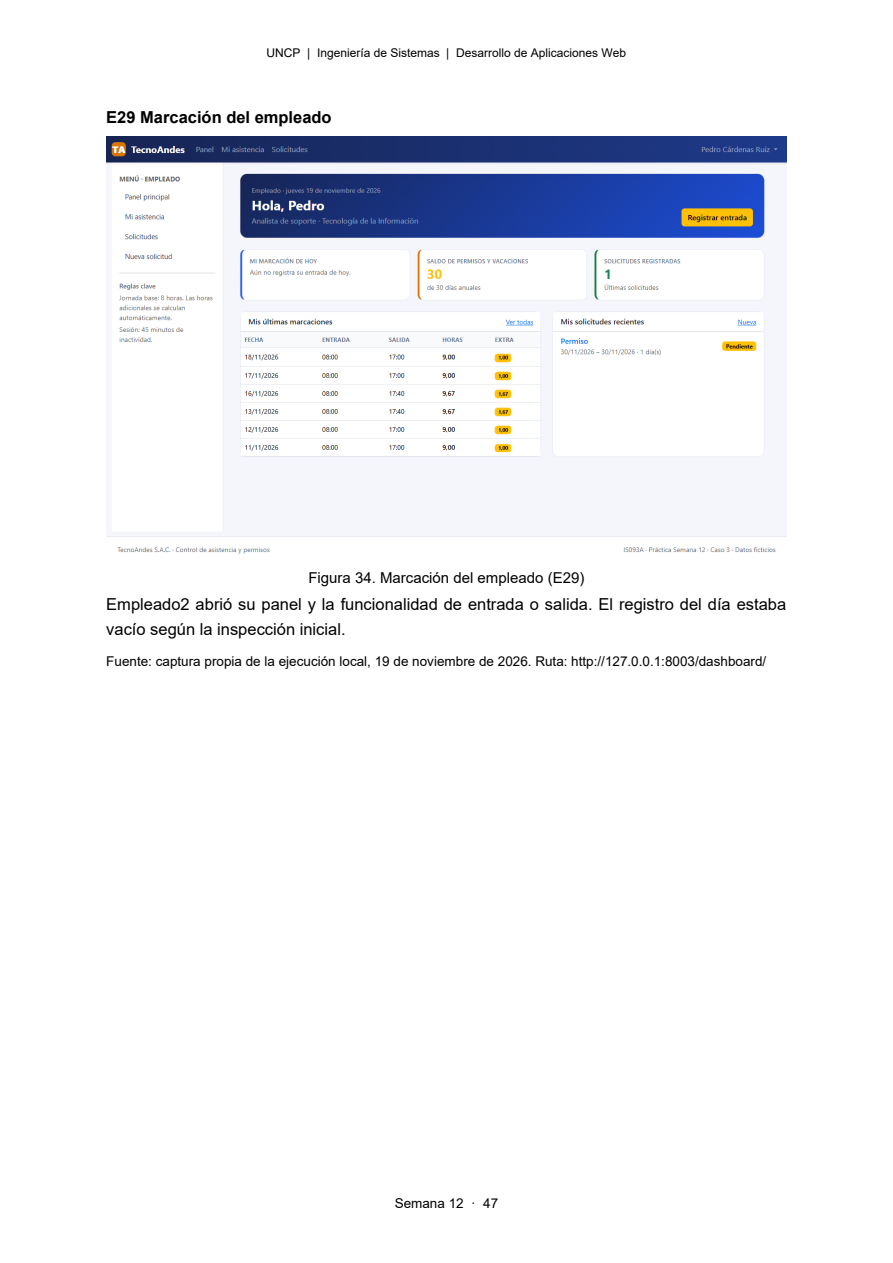 UNCP | Ingeniería de Sistemas | Desarrollo de Aplicaciones Web
E29 Marcación del empleado
TA TecnoAndes Panel Mi asistencia Solicitudes Pedro Cárdenas Ruiz
MENÚ · EMPLEADO
Panel principal
Mi asistencia
Solicitudes
Nueva solicitud
Reglas clave
Jornada base: 8 horas. Las horas
adicionales se calculan
automáticamente.
Sesión: 45 minutos de
inactividad.
Empleado · jueves 19 de noviembre de 2026
Hola, Pedro
Analista de soporte · Tecnología de la Información
Registrar entrada
MI MARCACIÓN DE HOY
Aún no registra su entrada de hoy.
SALDO DE PERMISOS Y VACACIONES
30
de 30 días anuales
SOLICITUDES REGISTRADAS
1
Últimas solicitudes
Mis últimas marcaciones Ver todas
FECHA ENTRADA SALIDA HORAS EXTRA
18/11/2026 08:00 17:00 9,00 1,00
17/11/2026 08:00 17:00 9,00 1,00
16/11/2026 08:00 17:40 9,67 1,67
13/11/2026 08:00 17:40 9,67 1,67
12/11/2026 08:00 17:00 9,00 1,00
11/11/2026 08:00 17:00 9,00 1,00
Mis solicitudes recientes Nueva
Permiso
30/11/2026 – 30/11/2026 · 1 día(s)
Pendiente
TecnoAndes S.A.C. · Control de asistencia y permisos
IS093A · Práctica Semana 12 · Caso 3 · Datos ficticios
Figura 34. Marcación del empleado (E29)
Empleado2 abrió su panel y la funcionalidad de entrada o salida. El registro del día estaba
vacío según la inspección inicial.
Fuente: captura propia de la ejecución local, 19 de noviembre de 2026. Ruta: http://127.0.0.1:8003/dashboard/
Semana 12 · 47